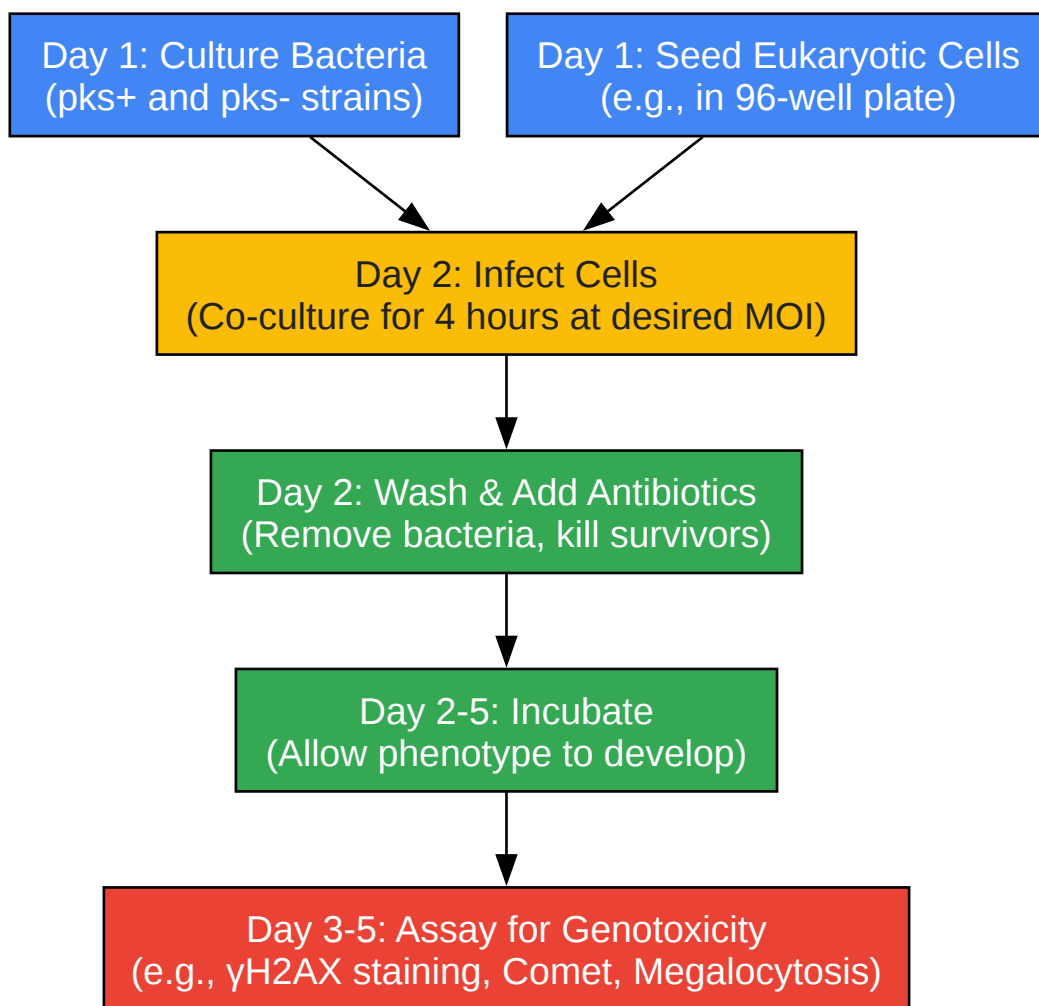 Day 1: Culture Bacteria
(pks+ and pks- strains)
Day 1: Seed Eukaryotic Cells
(e.g., in 96-well plate)
Day 2: Infect Cells
(Co-culture for 4 hours at desired MOI)
Day 2: Wash & Add Antibiotics
(Remove bacteria, kill survivors)
Day 2-5: Incubate
(Allow phenotype to develop)
Day 3-5: Assay for Genotoxicity
(e.g., γH2AX staining, Comet, Megalocytosis)